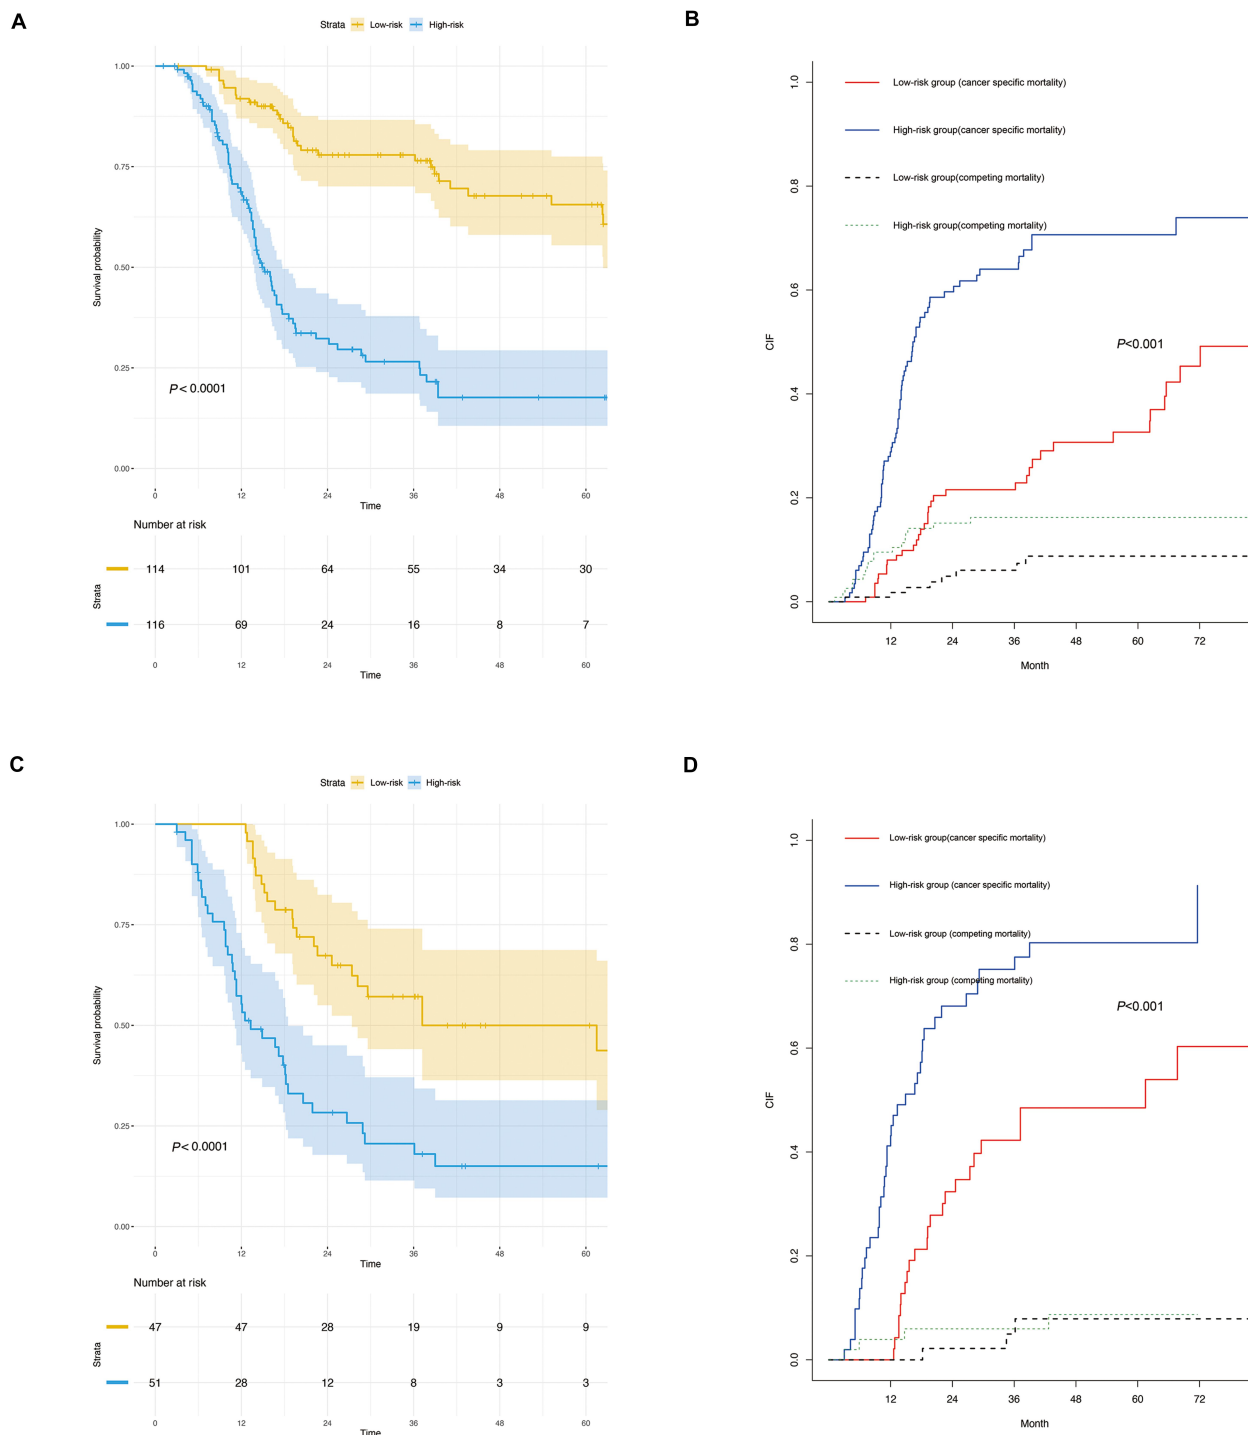 A
Strata Low-risk High-risk
1.00
0.75
0.50
0.25
0.00
Survival probability
P < 0.0001
0 12 24 36 48 60
Time
Number at risk
Strata
114 101 64 55 34 30
116 69 24 16 8 7
0 12 24 36 48 60
Time
B
Low-risk group (cancer specific mortality)
High-risk group(cancer specific mortality)
Low-risk group(competing mortality)
High-risk group(competing mortality)
P<0.001
1.0
0.8
0.6
0.4
0.2
0.0
CIF
12 24 36 48 60 72
Month
C
Strata Low-risk High-risk
1.00
0.75
0.50
0.25
0.00
Survival probability
P < 0.0001
0 12 24 36 48 60
Time
Number at risk
Strata
47 47 28 19 9 9
51 28 12 8 3 3
0 12 24 36 48 60
Time
D
Low-risk group(cancer specific mortality)
High-risk group (cancer specific mortality)
Low-risk group (competing mortality)
High-risk group (competing mortality)
P<0.001
1.0
0.8
0.6
0.4
0.2
0.0
CIF
12 24 36 48 60 72
Month